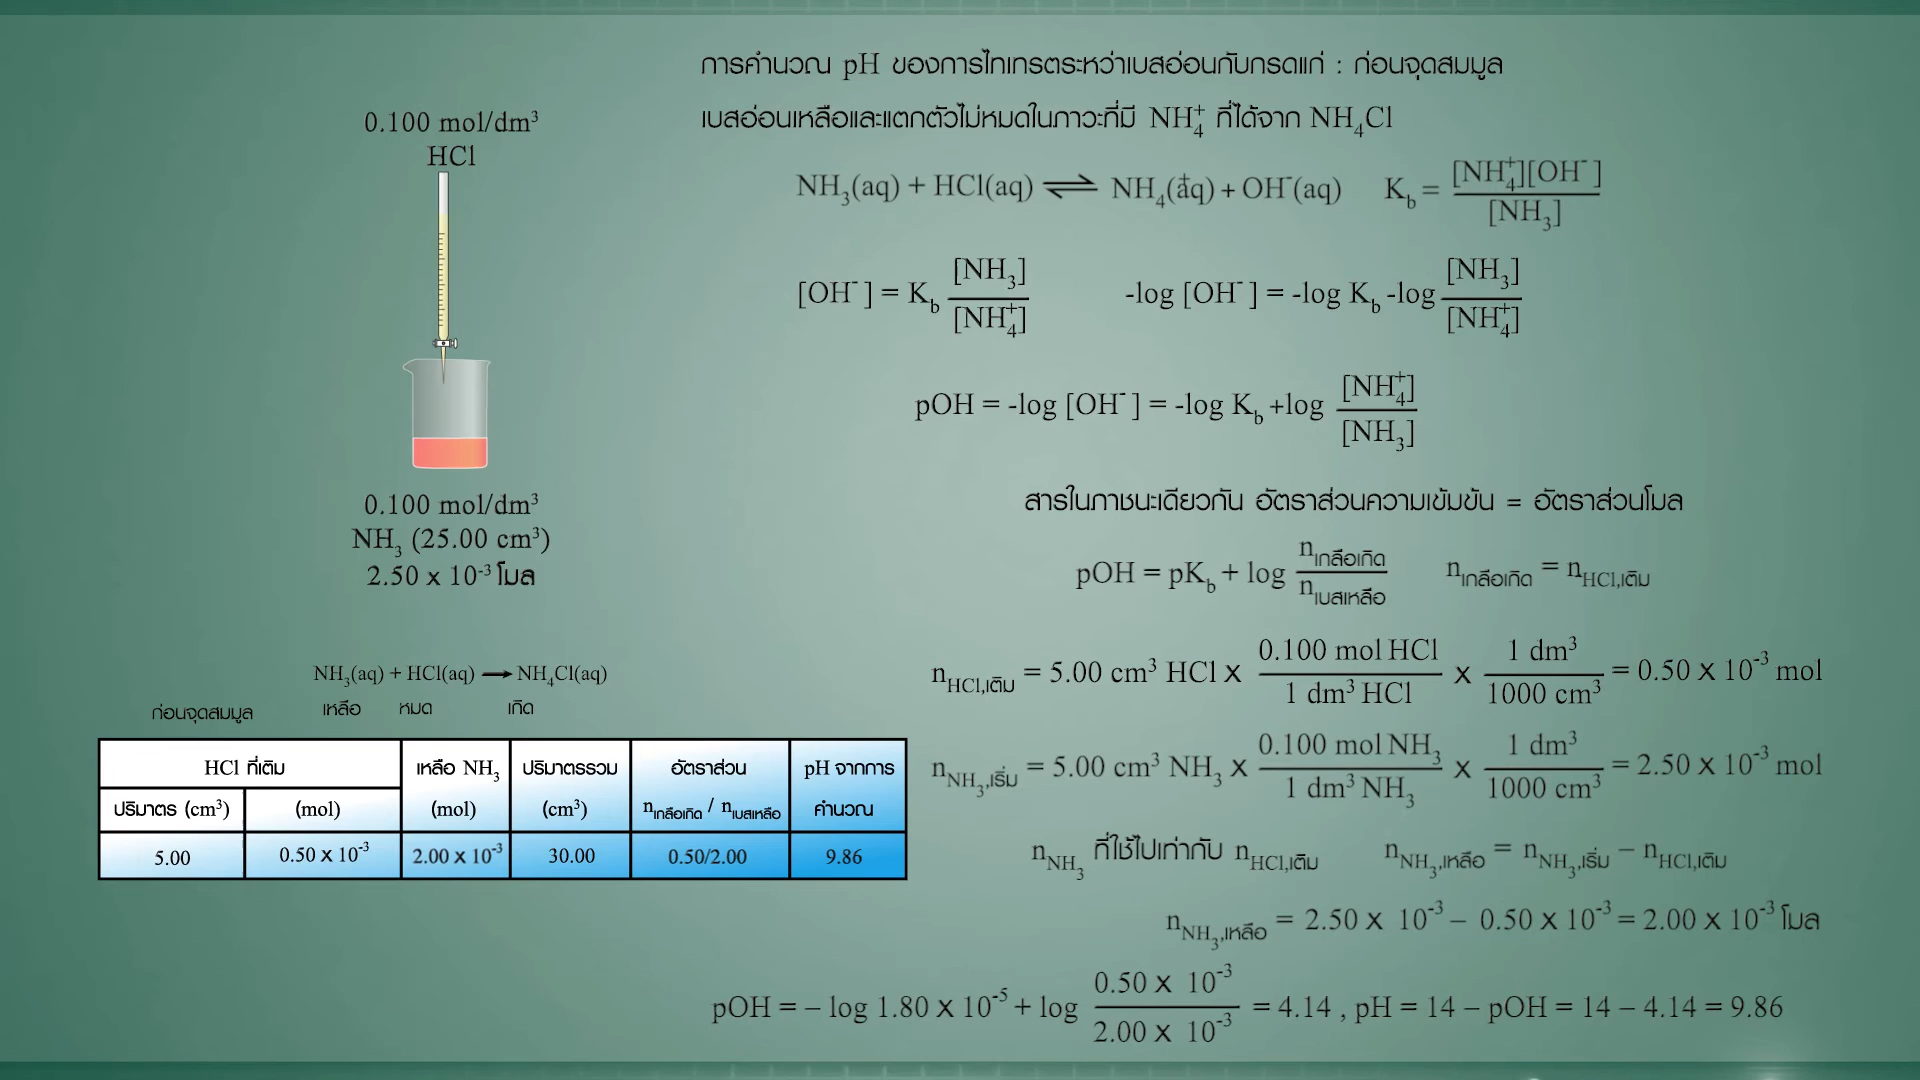 การคำนวณ pH ของการไทเทรตระหว่าเบสอ่อนกับกรดแก่ : ก่อนจุดสมมูล
เบสอ่อนเหลือและแตกตัวไม่หมดในภาวะที่มี NH₄⁺ ที่ได้จาก NH₄Cl
NH₃(aq) + HCl(aq) ⇌ NH₄⁺(aq) + OH⁻(aq) K_b = [NH₄⁺][OH⁻] / [NH₃]
[OH⁻] = K_b [NH₃] / [NH₄⁺] -log [OH⁻] = -log K_b -log [NH₃] / [NH₄⁺]
pOH = -log [OH⁻] = -log K_b +log [NH₄⁺] / [NH₃]
สารในภาชนะเดียวกัน อัตราส่วนความเข้มข้น = อัตราส่วนโมล
pOH = pK_b + log n_เกลือเกิด / n_เบสเหลือ n_เกลือเกิด = n_HCl,เติม
n_HCl,เติม = 5.00 cm³ HCl x 0.100 mol HCl / 1 dm³ HCl x 1 dm³ / 1000 cm³ = 0.50 x 10⁻³ mol
n_NH₃,เริ่ม = 5.00 cm³ NH₃ x 0.100 mol NH₃ / 1 dm³ NH₃ x 1 dm³ / 1000 cm³ = 2.50 x 10⁻³ mol
n_NH₃ ที่ใช้ไปเท่ากับ n_HCl,เติม n_NH₃,เหลือ = n_NH₃,เริ่ม – n_HCl,เติม
n_NH₃,เหลือ = 2.50 x 10⁻³ – 0.50 x 10⁻³ = 2.00 x 10⁻³ โมล
pOH = – log 1.80 x 10⁻⁵ + log 0.50 x 10⁻³ / 2.00 x 10⁻³ = 4.14 , pH = 14 – pOH = 14 – 4.14 = 9.86
0.100 mol/dm³
HCl
0.100 mol/dm³
NH₃ (25.00 cm³)
2.50 x 10⁻³ โมล
NH₃(aq) + HCl(aq) → NH₄Cl(aq)
ก่อนจุดสมมูล เหลือ หมด เกิด
HCl ที่เติม เหลือ NH₃ ปริมาตรรวม อัตราส่วน pH จากการ
ปริมาตร (cm³) (mol) (mol) (cm³) n_เกลือเกิด / n_เบสเหลือ คำนวณ
5.00 0.50 x 10⁻³ 2.00 x 10⁻³ 30.00 0.50/2.00 9.86